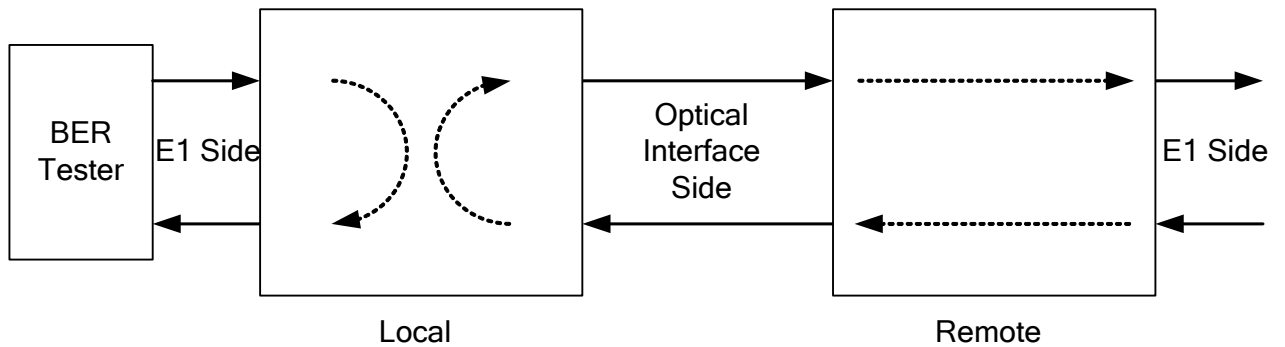 BER
Tester
E1 Side
Optical
Interface
Side
E1 Side
Local
Remote